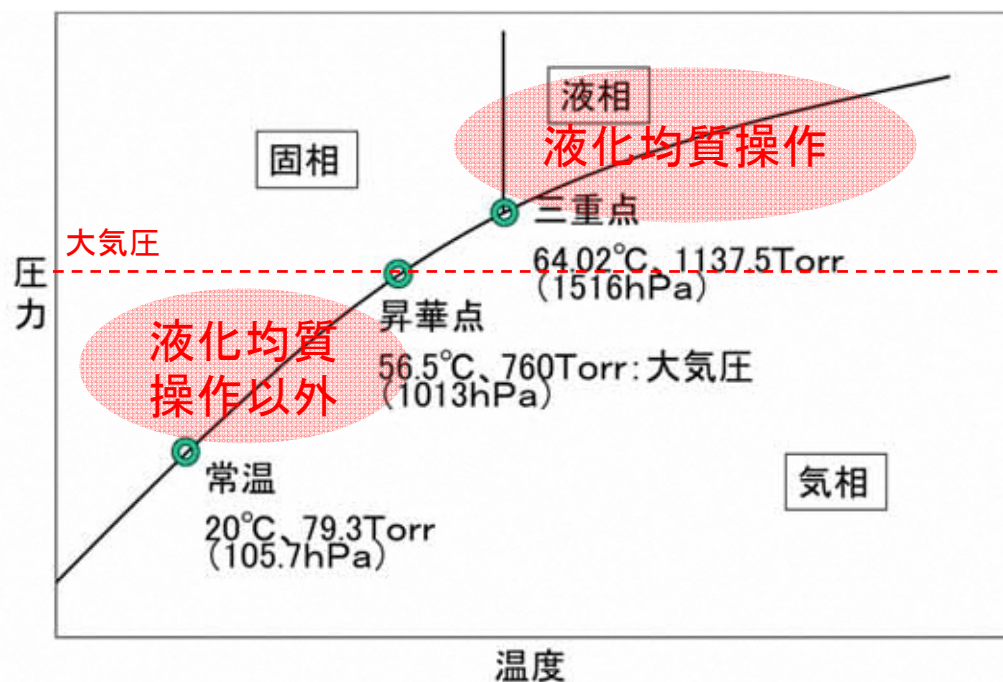 液相
液化均質操作
固相
三重点
大気圧
64.02℃、1137.5Torr
(1516hPa)
圧力
昇華点
液化均質
操作以外
56.5℃、760Torr:大気圧
(1013hPa)
常温
気相
20℃、79.3Torr
(105.7hPa)
温度